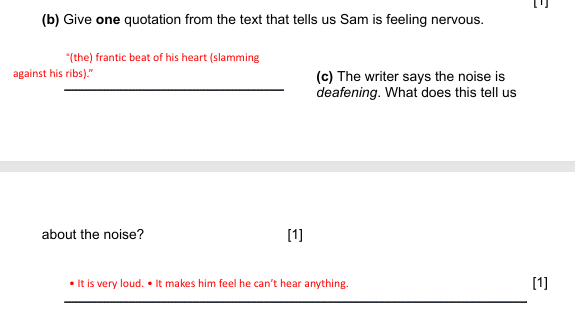 [1]
(b) Give one quotation from the text that tells us Sam is feeling nervous.
"(the) frantic beat of his heart (slamming
against his ribs)."
(c) The writer says the noise is
deafening. What does this tell us
about the noise? [1]
• It is very loud. • It makes him feel he can't hear anything. [1]